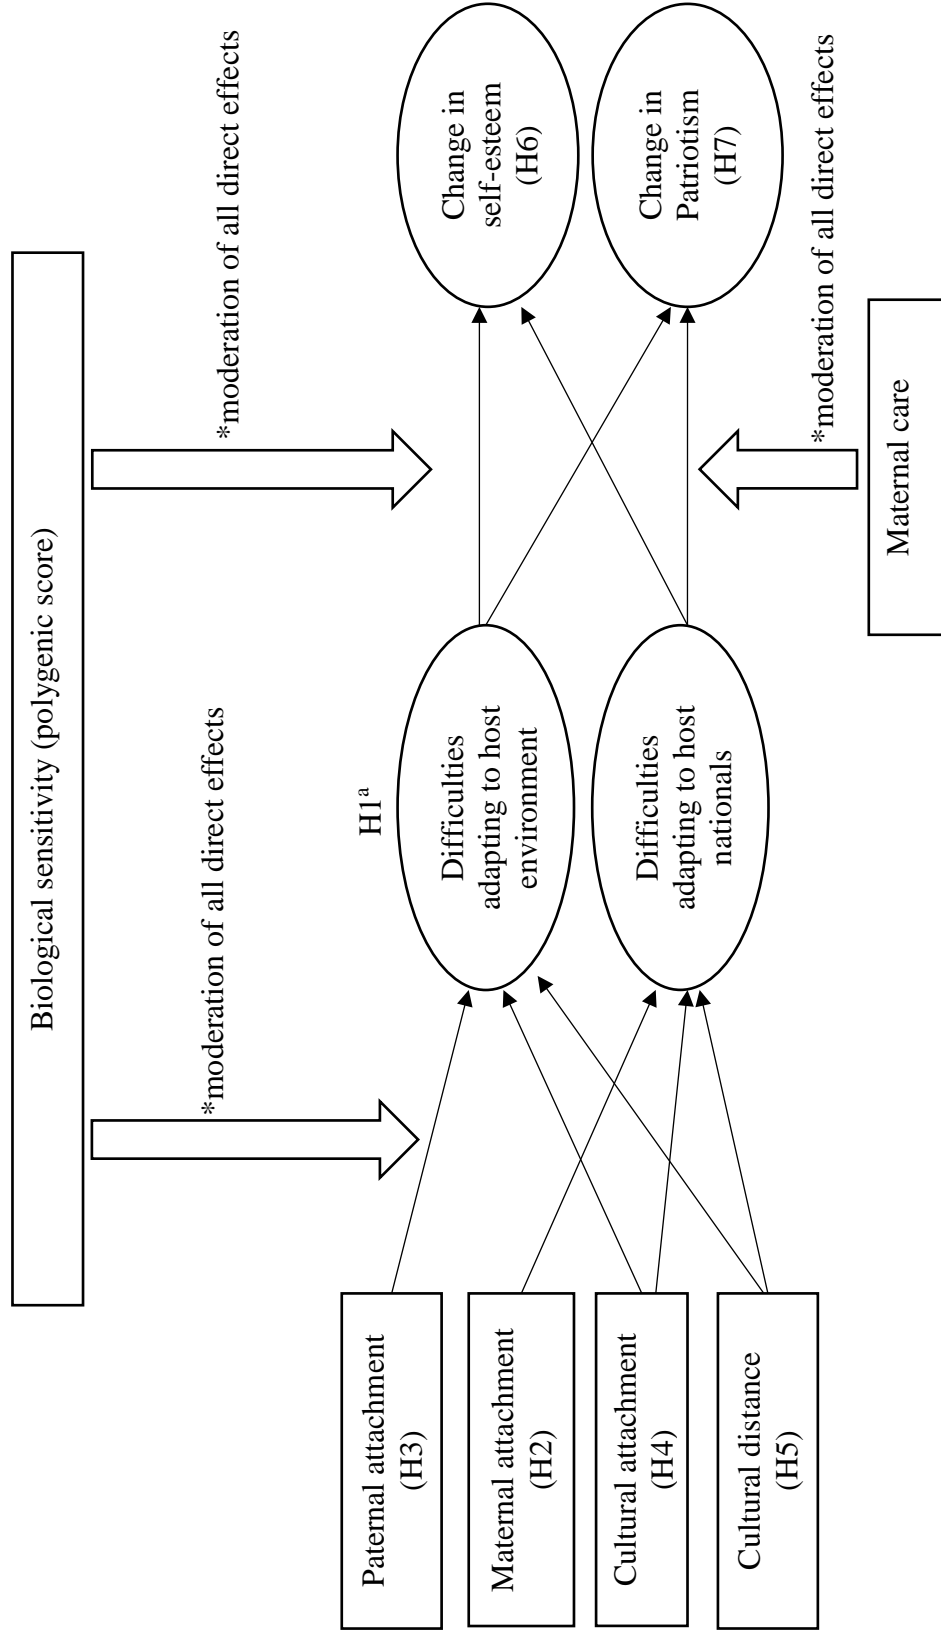 Biological sensitivity (polygenic score)
*moderation of all direct effects
*moderation of all direct effects
Paternal attachment
(H3)
Maternal attachment
(H2)
Cultural attachment
(H4)
Cultural distance
(H5)
H1ᵃ
Difficulties
adapting to host
environment
Difficulties
adapting to host
nationals
Change in
self-esteem
(H6)
Change in
Patriotism
(H7)
*moderation of all direct effects
Maternal care